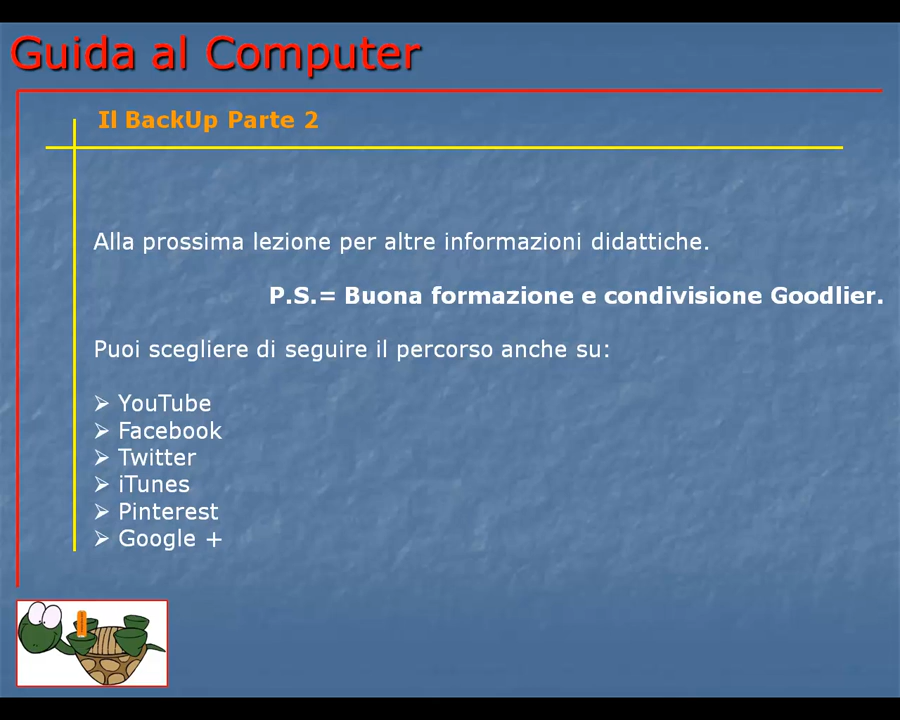 Guida al Computer
Il BackUp Parte 2
Alla prossima lezione per altre informazioni didattiche.
P.S.= Buona formazione e condivisione Goodlier.
Puoi scegliere di seguire il percorso anche su:
➢ YouTube
➢ Facebook
➢ Twitter
➢ iTunes
➢ Pinterest
➢ Google +